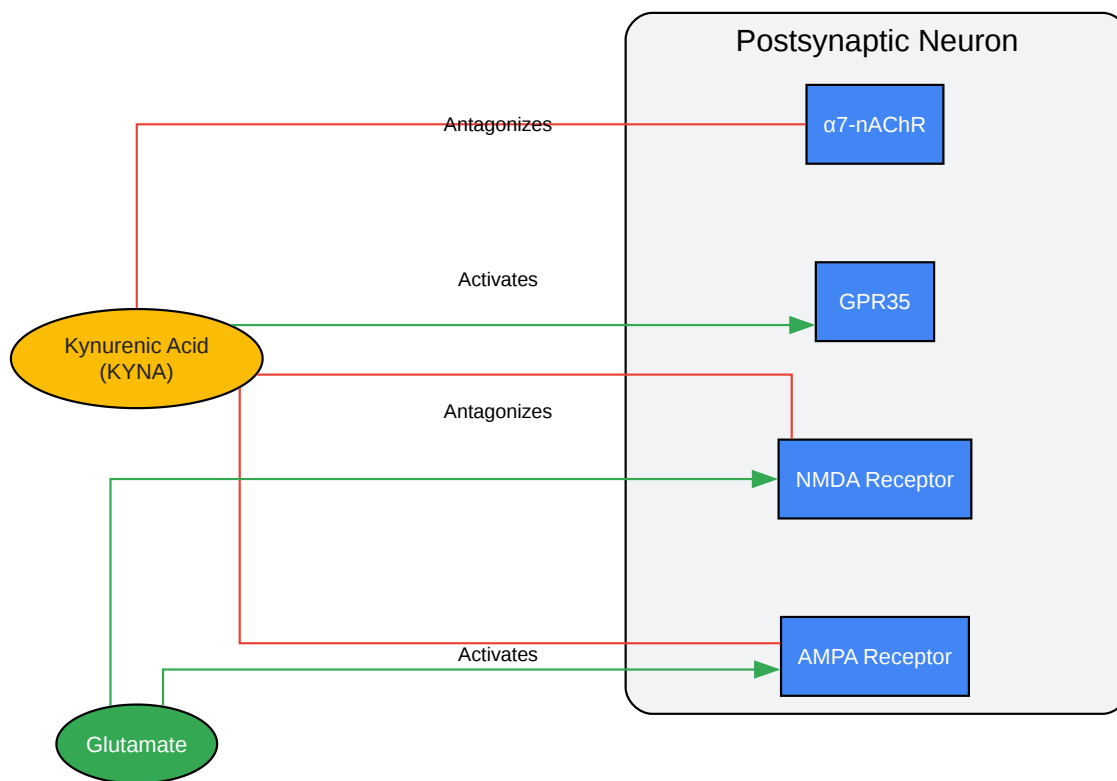 Postsynaptic Neuron
Antagonizes
α7-nAChR
Activates
GPR35
Kynurenic Acid
(KYNA)
Antagonizes
NMDA Receptor
Activates
AMPA Receptor
Glutamate